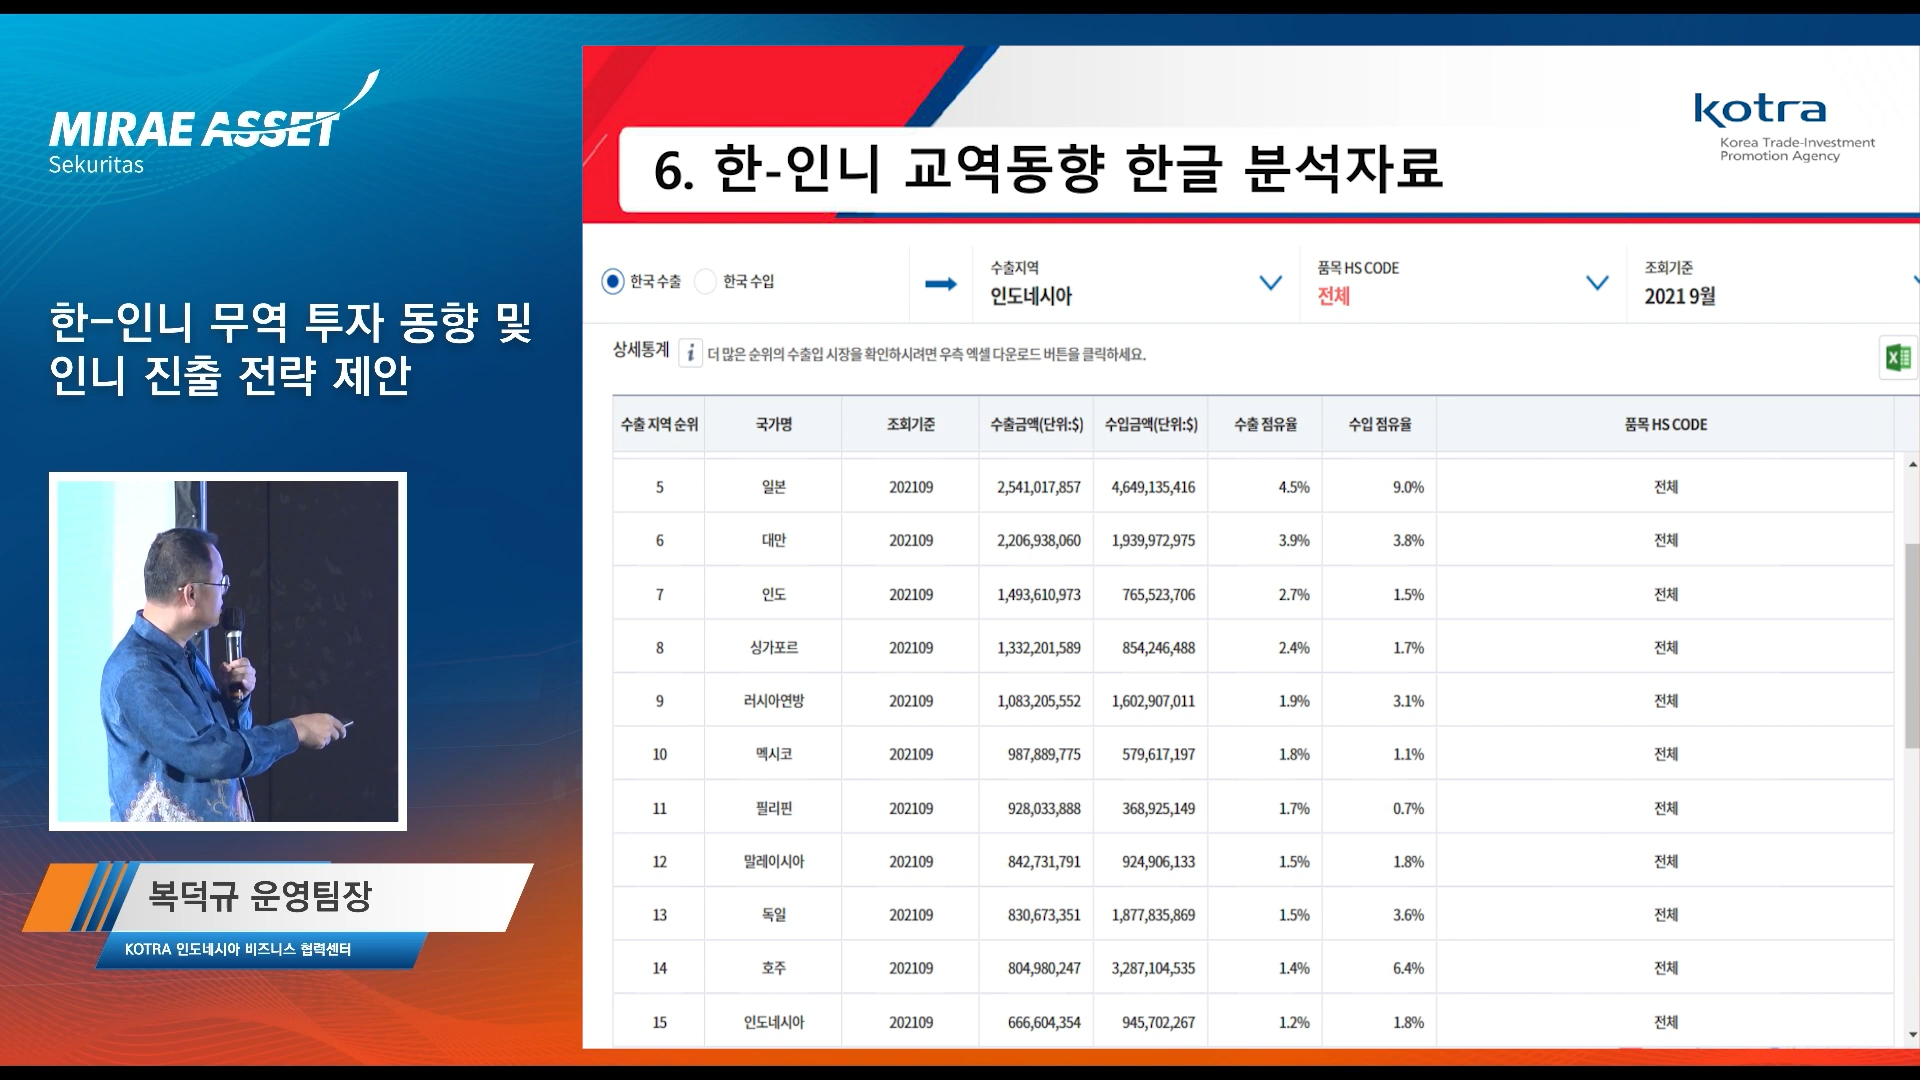 MIRAE ASSET
Sekuritas
한-인니 무역 투자 동향 및
인니 진출 전략 제안
복덕규 운영팀장
KOTRA 인도네시아 비즈니스 협력센터
kotra
Korea Trade-Investment
Promotion Agency
6. 한-인니 교역동향 한글 분석자료
한국 수출 한국 수입
수출지역
인도네시아
품목 HS CODE
전체
조회기준
2021 9월
상세통계 i 더 많은 순위의 수출입 시장을 확인하시려면 우측 엑셀 다운로드 버튼을 클릭하세요.
수출 지역 순위 국가명 조회기준 수출금액(단위:$) 수입금액(단위:$) 수출 점유율 수입 점유율 품목 HS CODE
5 일본 202109 2,541,017,857 4,649,135,416 4.5% 9.0% 전체
6 대만 202109 2,206,938,060 1,939,972,975 3.9% 3.8% 전체
7 인도 202109 1,493,610,973 765,523,706 2.7% 1.5% 전체
8 싱가포르 202109 1,332,201,589 854,246,488 2.4% 1.7% 전체
9 러시아연방 202109 1,083,205,552 1,602,907,011 1.9% 3.1% 전체
10 멕시코 202109 987,889,775 579,617,197 1.8% 1.1% 전체
11 필리핀 202109 928,033,888 368,925,149 1.7% 0.7% 전체
12 말레이시아 202109 842,731,791 924,906,133 1.5% 1.8% 전체
13 독일 202109 830,673,351 1,877,835,869 1.5% 3.6% 전체
14 호주 202109 804,980,247 3,287,104,535 1.4% 6.4% 전체
15 인도네시아 202109 666,604,354 945,702,267 1.2% 1.8% 전체